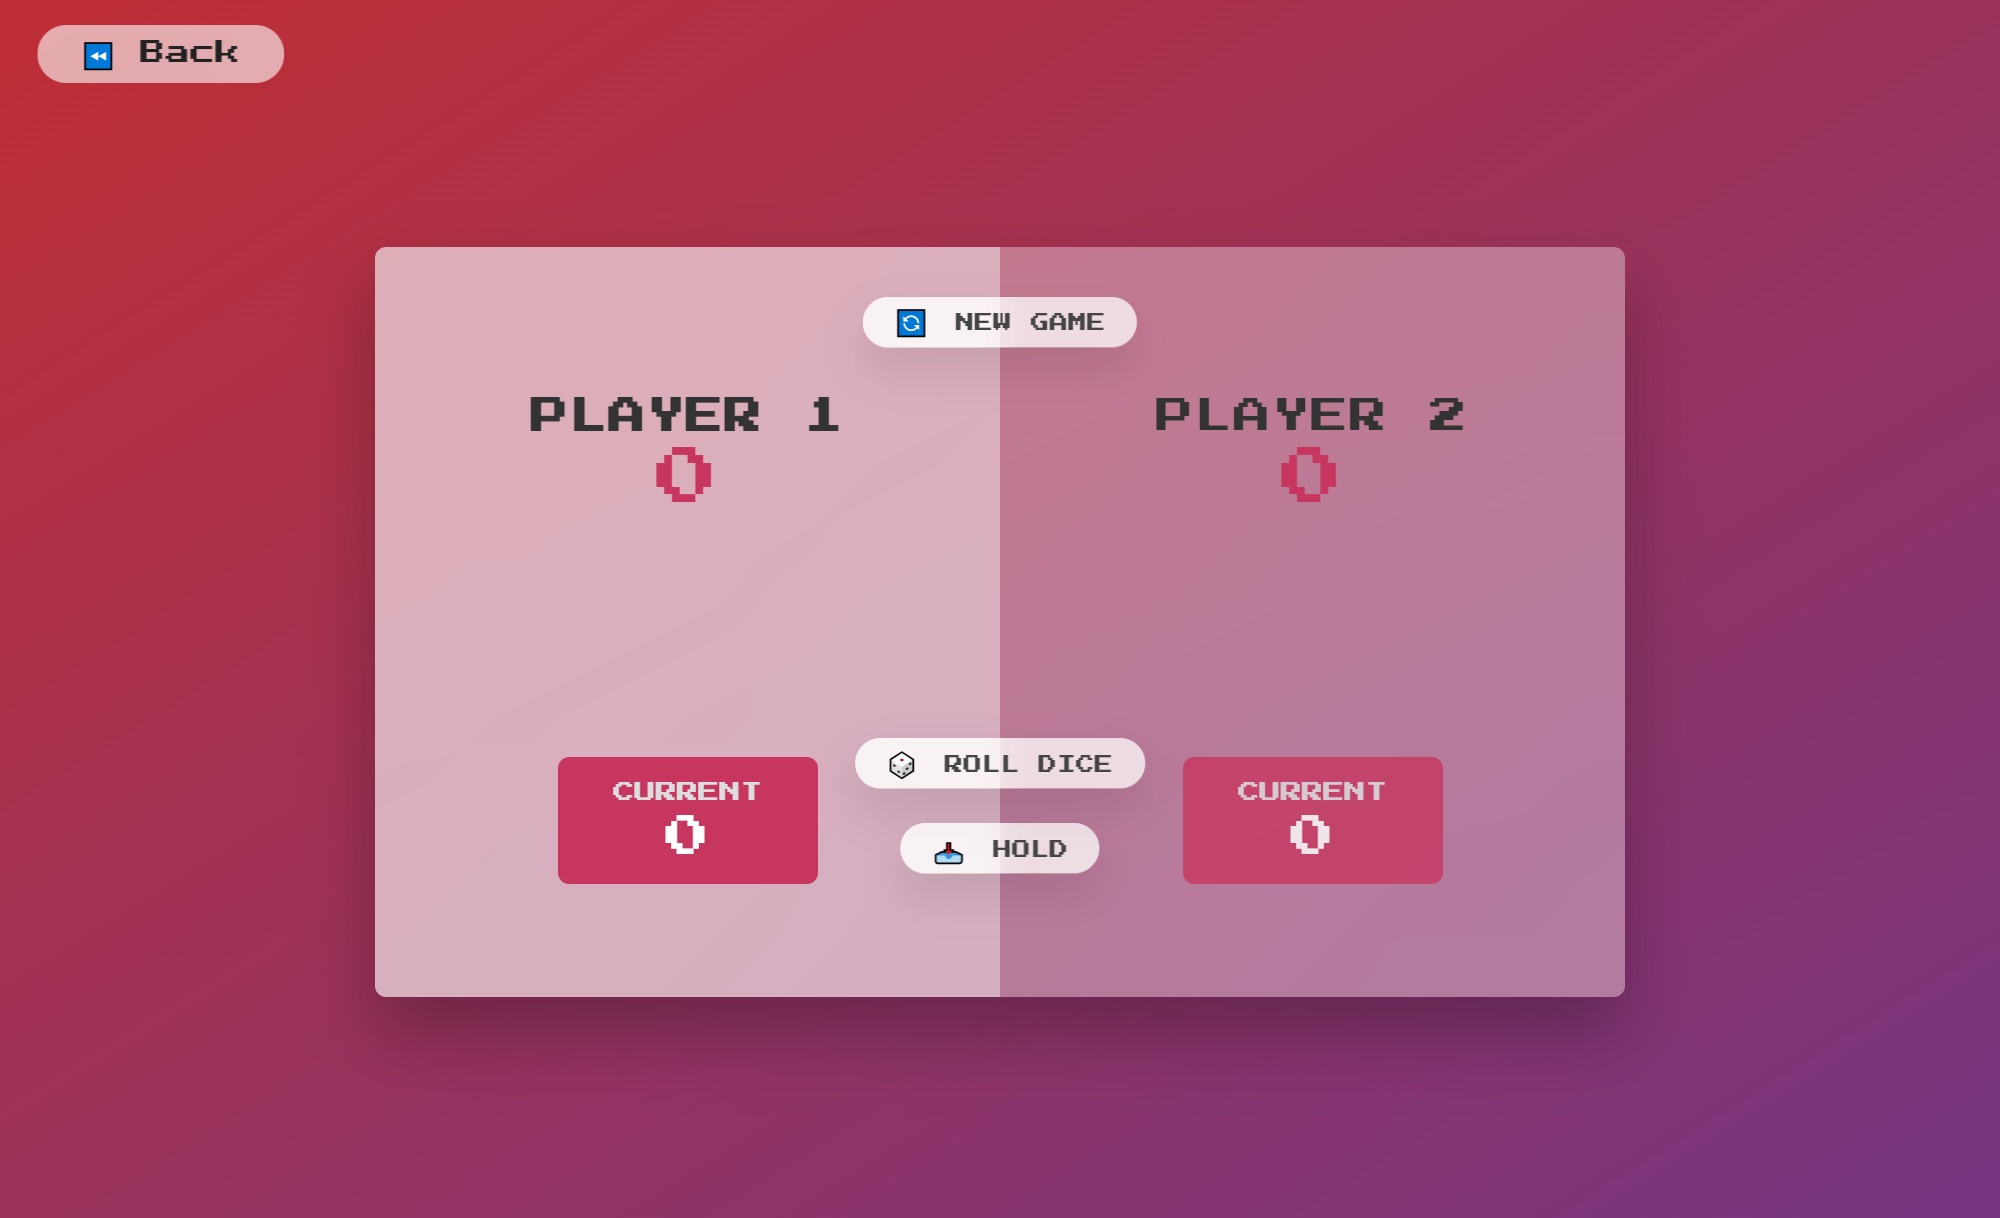 Back
NEW GAME
PLAYER 1
0
PLAYER 2
0
CURRENT
0
ROLL DICE
HOLD
CURRENT
0